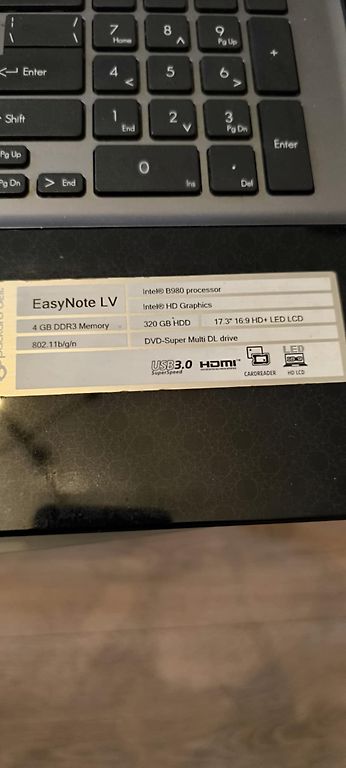 /
\ \
7 8 9
Home Pg Up
+
Enter
4 5 6
Shift
1 2 3
End Pg Dn
Enter
Pg Up
0 .
Ins Del
Pg Dn End
packard bell
EasyNote LV
Intel® B980 processor
Intel® HD Graphics
4 GB DDR3 Memory
320 GB HDD
17.3" 16:9 HD+ LED LCD
802.11b/g/n
DVD-Super Multi DL drive
USB 3.0
SuperSpeed
HDMI™
CARDREADER
LED
HD LCD